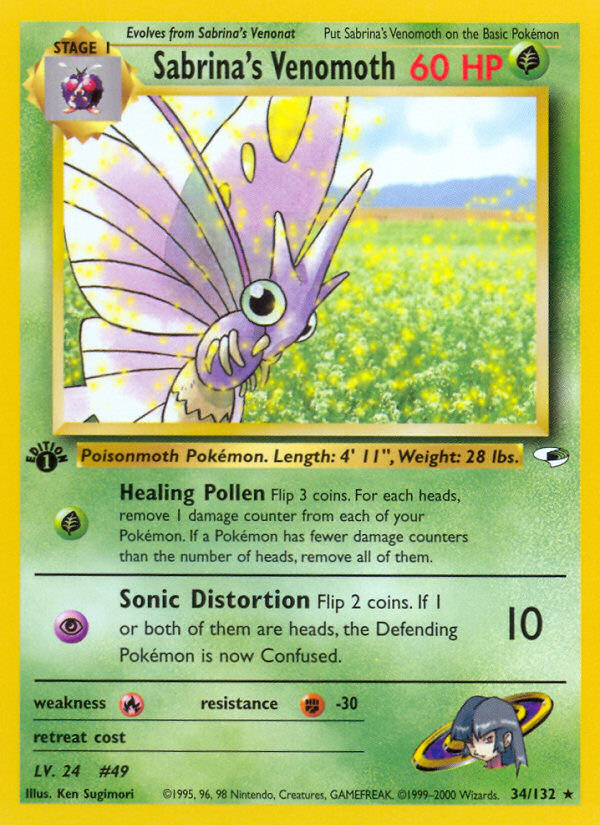 Evolves from Sabrina's Venonat Put Sabrina's Venomoth on the Basic Pokémon
STAGE 1
Sabrina's Venomoth 60 HP
EDITION
1
Poisonmoth Pokémon. Length: 4' 11", Weight: 28 lbs.
Healing Pollen Flip 3 coins. For each heads,
remove 1 damage counter from each of your
Pokémon. If a Pokémon has fewer damage counters
than the number of heads, remove all of them.
Sonic Distortion Flip 2 coins. If 1
or both of them are heads, the Defending
Pokémon is now Confused.
10
weakness resistance -30
retreat cost
LV. 24 #49
Illus. Ken Sugimori ©1995, 96, 98 Nintendo, Creatures, GAMEFREAK. ©1999-2000 Wizards. 34/132 ★